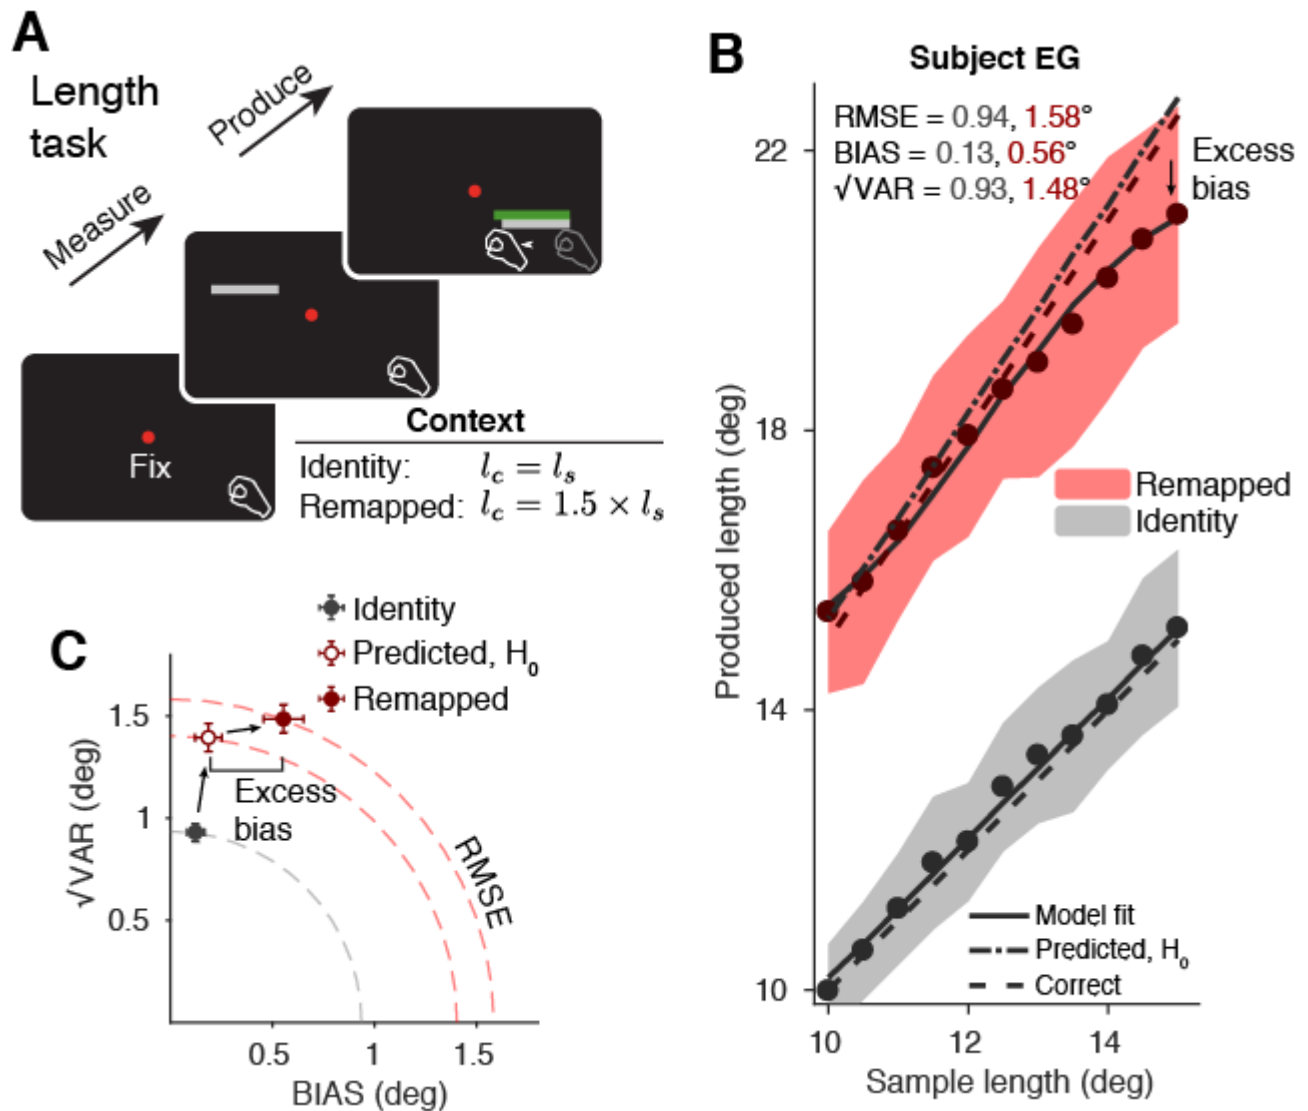 A
Length
task
Measure
Produce
Fix
Context
Identity: l_c = l_s
Remapped: l_c = 1.5 × l_s
B
Subject EG
RMSE = 0.94, 1.58°
BIAS = 0.13, 0.56°
√VAR = 0.93, 1.48°
Excess
bias
Remapped
Identity
Model fit
Predicted, H₀
Correct
Produced length (deg)
22
18
14
10
10 12 14
Sample length (deg)
C
Identity
Predicted, H₀
Remapped
Excess
bias
RMSE
√VAR (deg)
1.5
1
0.5
0.5 1 1.5
BIAS (deg)